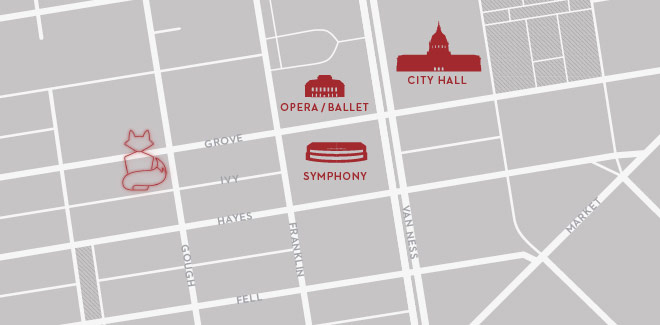 CITY HALL
OPERA / BALLET
GROVE
SYMPHONY
IVY
HAYES
VAN NESS
MARKET
FRANKLIN
GOUGH
FELL